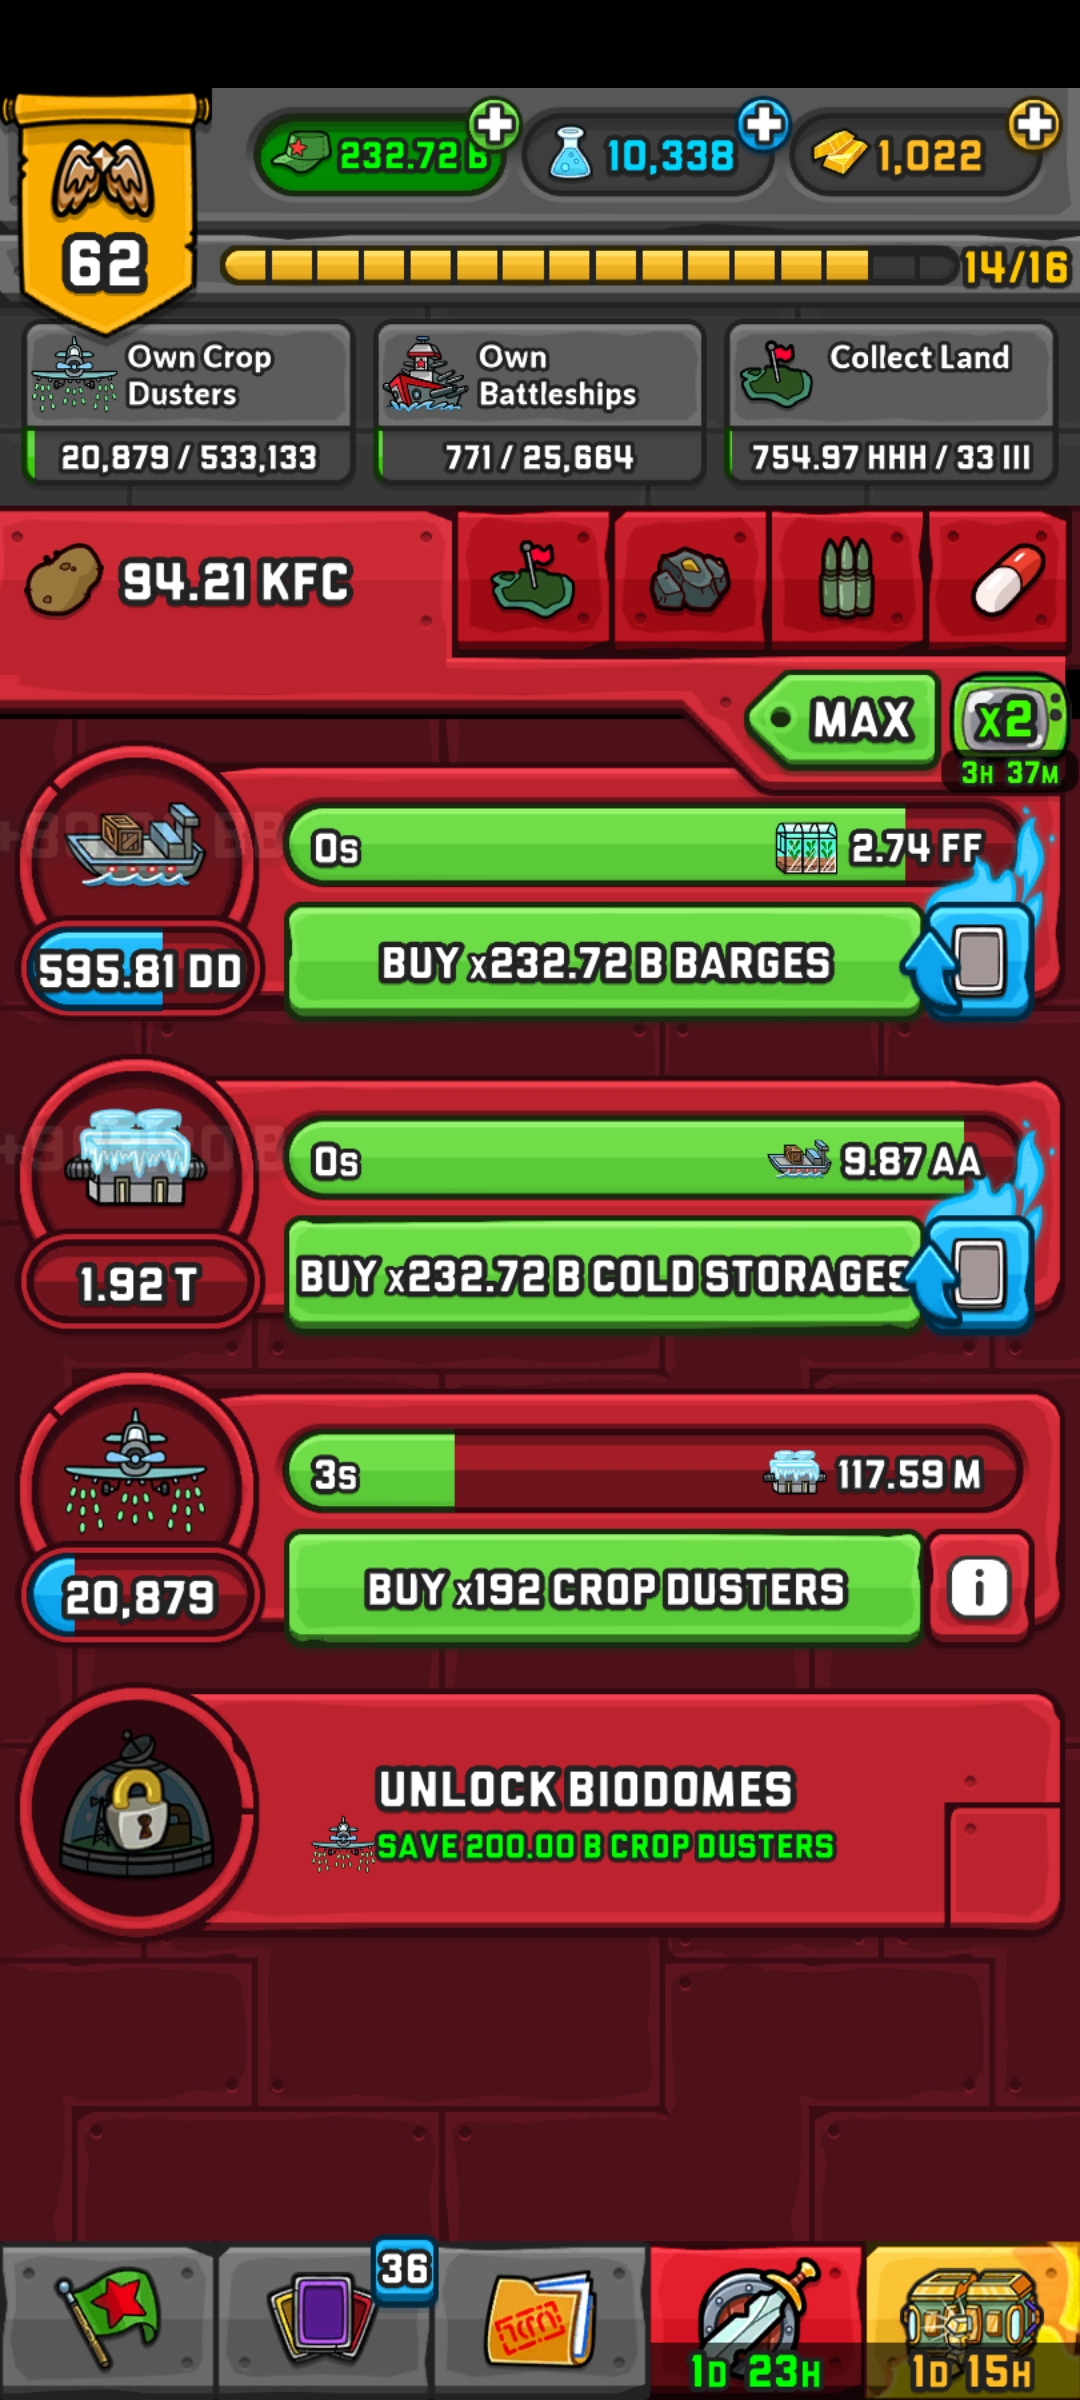 232.72 B
10,338
1,022
62
14/16
Own Crop
Dusters
Own
Battleships
Collect Land
20,879 / 533,133
771 / 25,664
754.97 HHH / 33 III
94.21 KFC
MAX
x2
3H 37M
0s
2.74 FF
595.81 DD
BUY x232.72 B BARGES
0s
9.87 AA
1.92 T
BUY x232.72 B COLD STORAGES
3s
117.59 M
20,879
BUY x192 CROP DUSTERS
i
UNLOCK BIODOMES
SAVE 200.00 B CROP DUSTERS
36
1D 23H
1D 15H